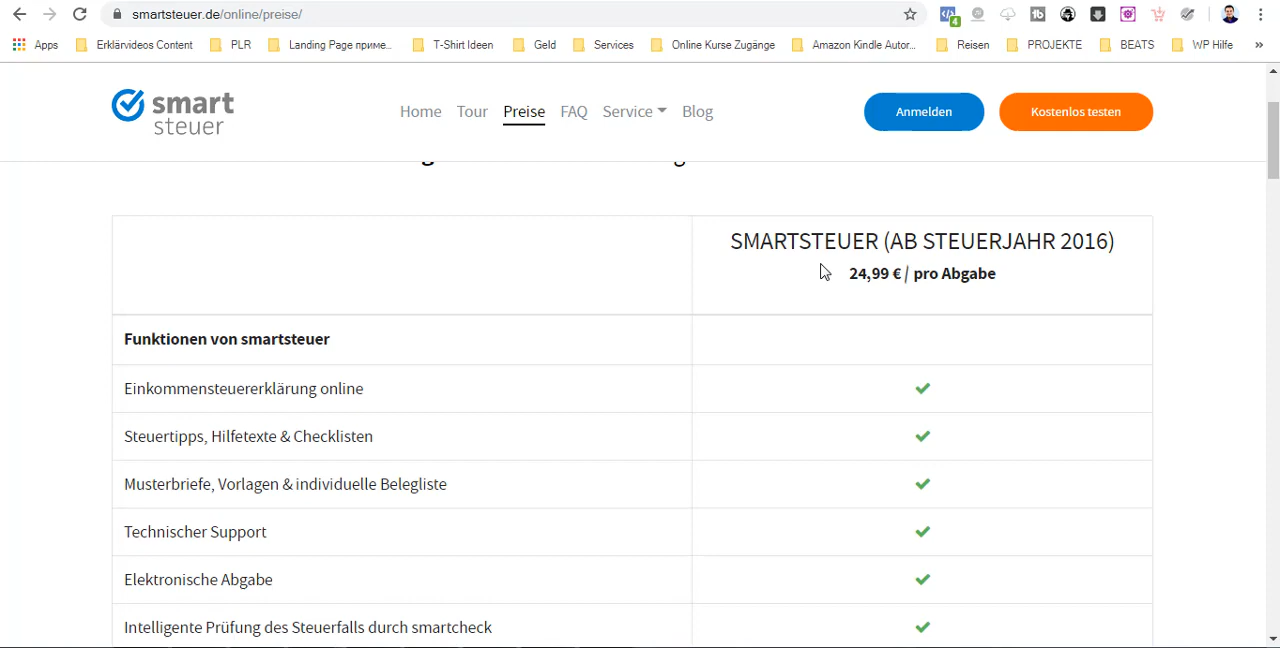 smartsteuer.de/online/preise/
4
Apps Erklärvideos Content PLR Landing Page приме... T-Shirt Ideen Geld Services Online Kurse Zugänge Amazon Kindle Autor... Reisen PROJEKTE BEATS WP Hilfe »
smart
steuer
Home Tour Preise FAQ Service Blog Anmelden Kostenlos testen
SMARTSTEUER (AB STEUERJAHR 2016)
24,99 € / pro Abgabe
Funktionen von smartsteuer
Einkommensteuererklärung online
Steuertipps, Hilfetexte & Checklisten
Musterbriefe, Vorlagen & individuelle Belegliste
Technischer Support
Elektronische Abgabe
Intelligente Prüfung des Steuerfalls durch smartcheck